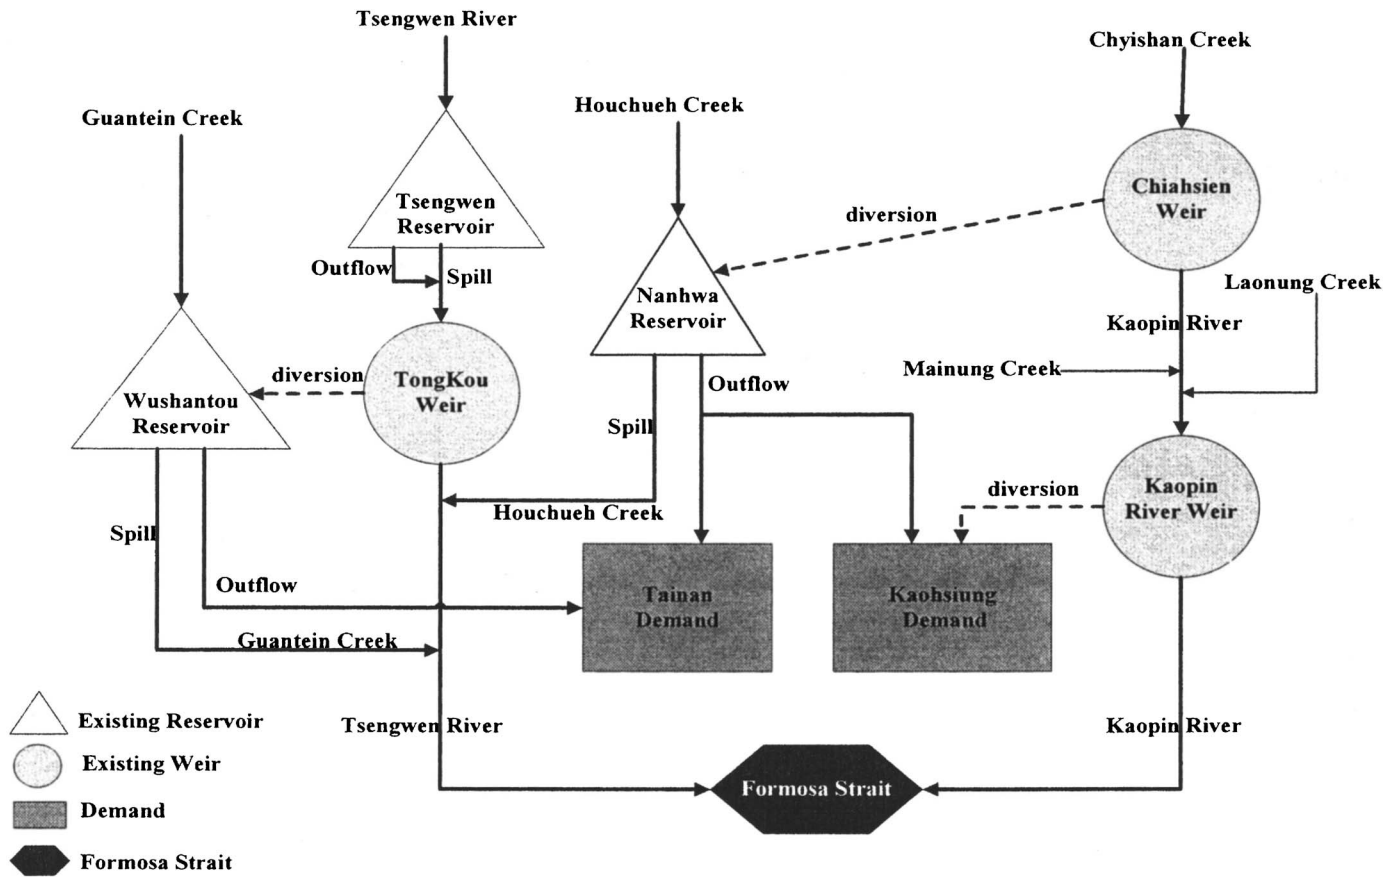 Tsengwen River
Chyishan Creek
Guantein Creek
Houchueh Creek
Tsengwen
Reservoir
Outflow
Spill
Chiahsien
Weir
diversion
Nanhwa
Reservoir
Laonung Creek
Kaopin River
Mainung Creek
Outflow
Spill
diversion
TongKou
Weir
Wushantou
Reservoir
Kaopin
River Weir
diversion
Houchueh Creek
Spill
Outflow
Guantein Creek
Tainan
Demand
Kaohsiung
Demand
Tsengwen River
Kaopin River
Formosa Strait
Existing Reservoir
Existing Weir
Demand
Formosa Strait